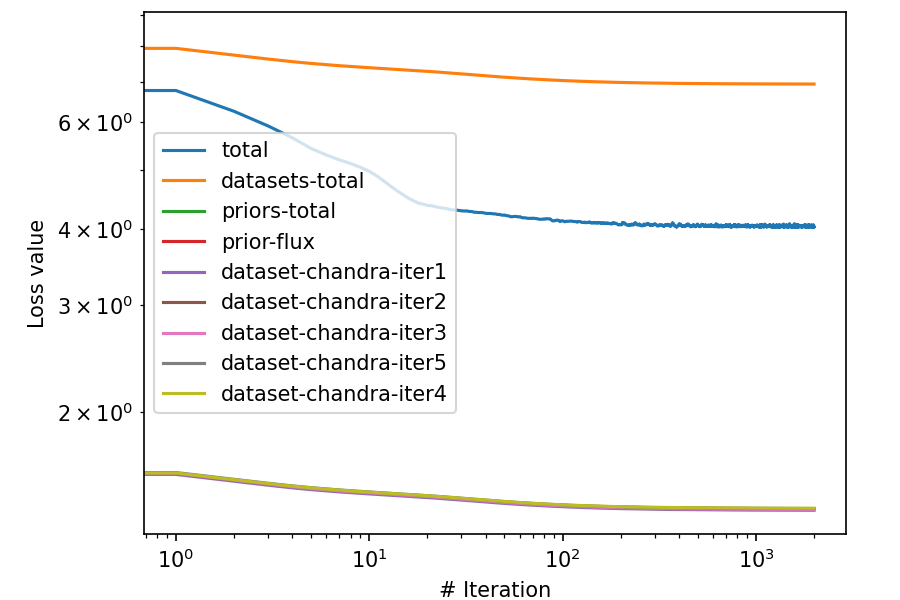 6 × 10⁰
4 × 10⁰
3 × 10⁰
2 × 10⁰
Loss value
total
datasets-total
priors-total
prior-flux
dataset-chandra-iter1
dataset-chandra-iter2
dataset-chandra-iter3
dataset-chandra-iter5
dataset-chandra-iter4
10⁰ 10¹ 10² 10³
# Iteration